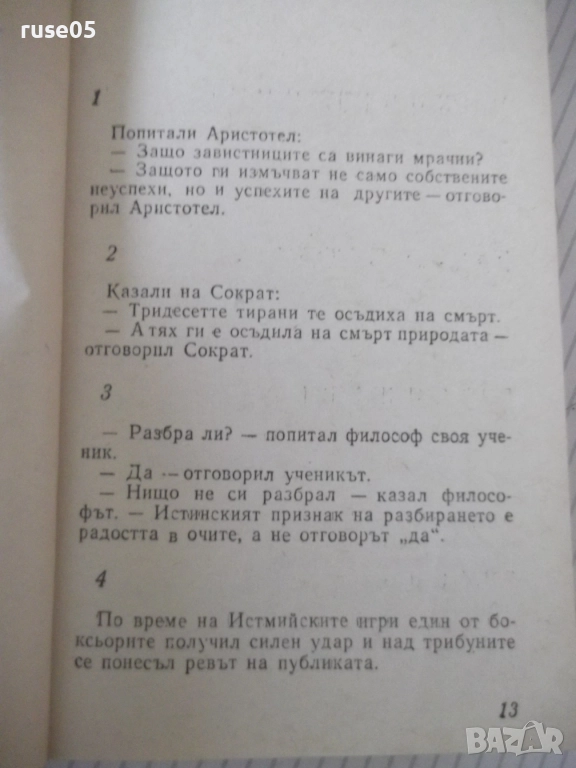 ruse05
1
Попитали Аристотел:
— Защо завистниците са винаги мрачни?
— Защото ги измъчват не само собствените
неуспехи, но и успехите на другите — отгово-
рил Аристотел.
2
Казали на Сократ:
— Тридесетте тирани те осъдиха на смърт.
— А тях ги е осъдила на смърт природата —
отговорил Сократ.
3
— Разбра ли? — попитал философ своя уче-
ник.
— Да — отговорил ученикът.
— Нищо не си разбрал — казал филосо-
фът. — Истинският признак на разбирането е
радостта в очите, а не отговорът „да“.
4
По време на Истмийските игри един от бо-
ксьорите получил силен удар и над трибуните
се понесъл ревът на публиката.
13
BAZAR